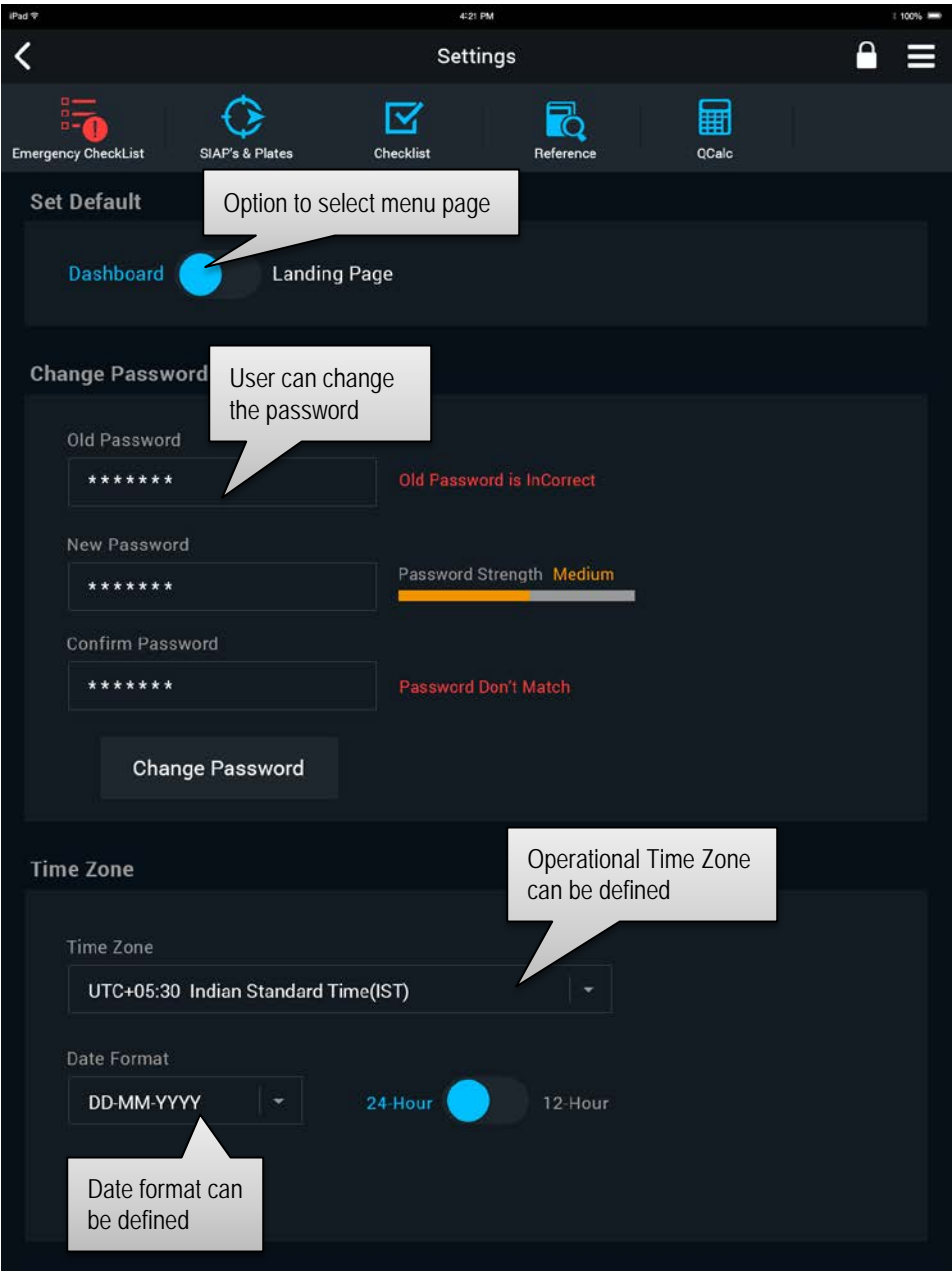 iPad 4:21 PM 100%
Settings
Emergency CheckList SIAP's & Plates Checklist Reference QCalc
Set Default
Option to select menu page
Dashboard Landing Page
Change Password
User can change
the password
Old Password
******* Old Password is InCorrect
New Password
******* Password Strength Medium
Confirm Password
******* Password Don't Match
Change Password
Time Zone
Operational Time Zone
can be defined
Time Zone
UTC+05:30 Indian Standard Time(IST)
Date Format
DD-MM-YYYY 24-Hour 12-Hour
Date format can
be defined